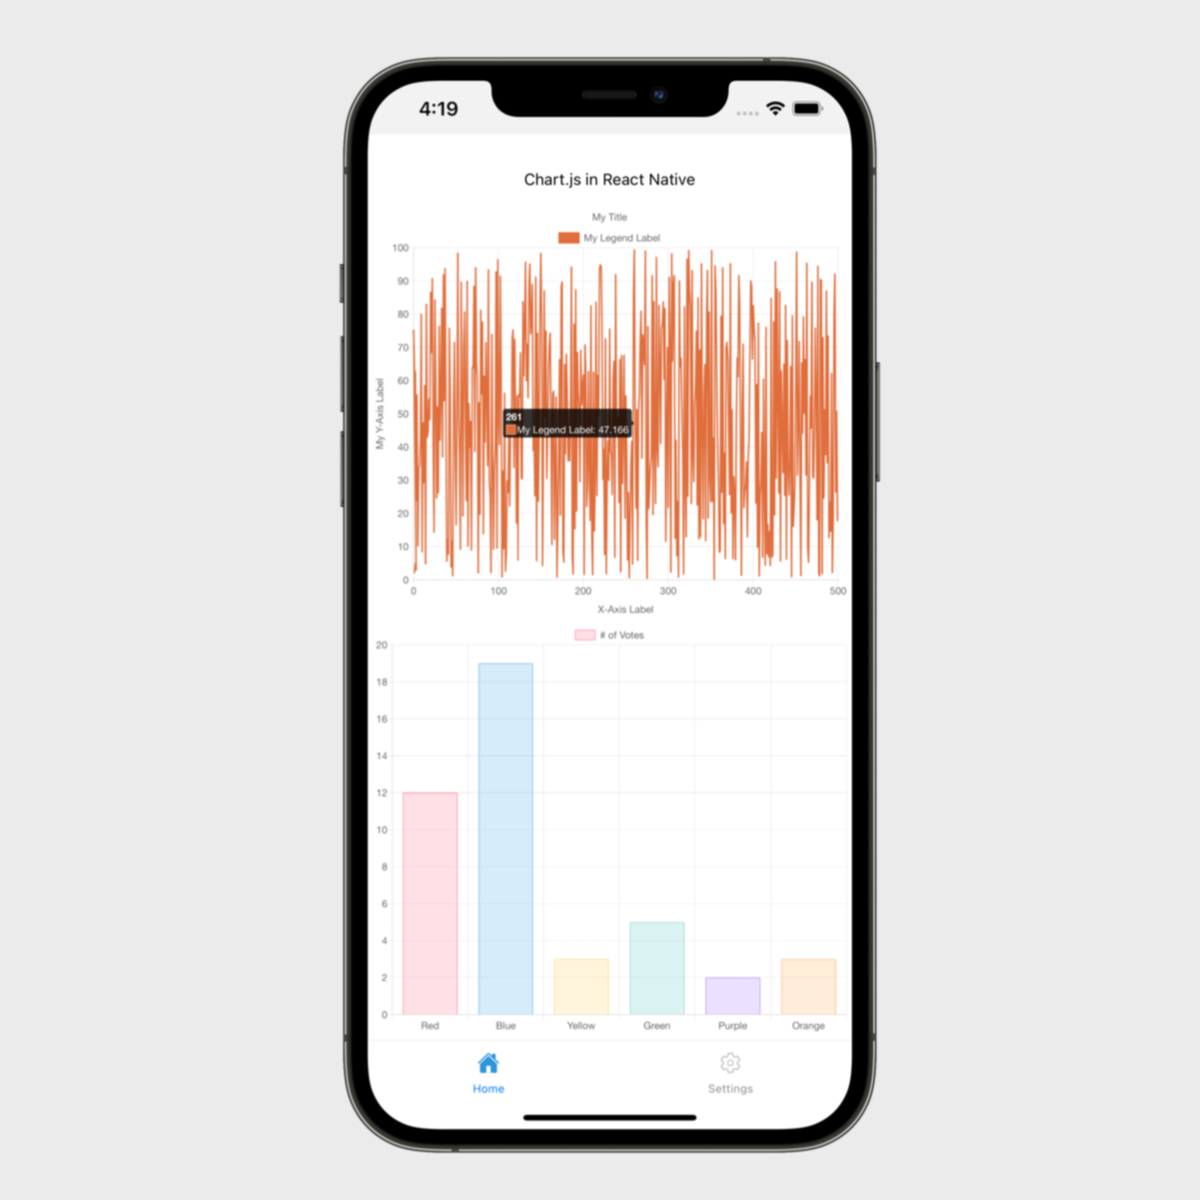 4:19
Chart.js in React Native
My Title
My Legend Label
100
90
80
70
60
50
40
30
20
10
0
My Y-Axis Label
261
My Legend Label: 47.166
0 100 200 300 400 500
X-Axis Label
# of Votes
20
18
16
14
12
10
8
6
4
2
0
Red Blue Yellow Green Purple Orange
Home Settings